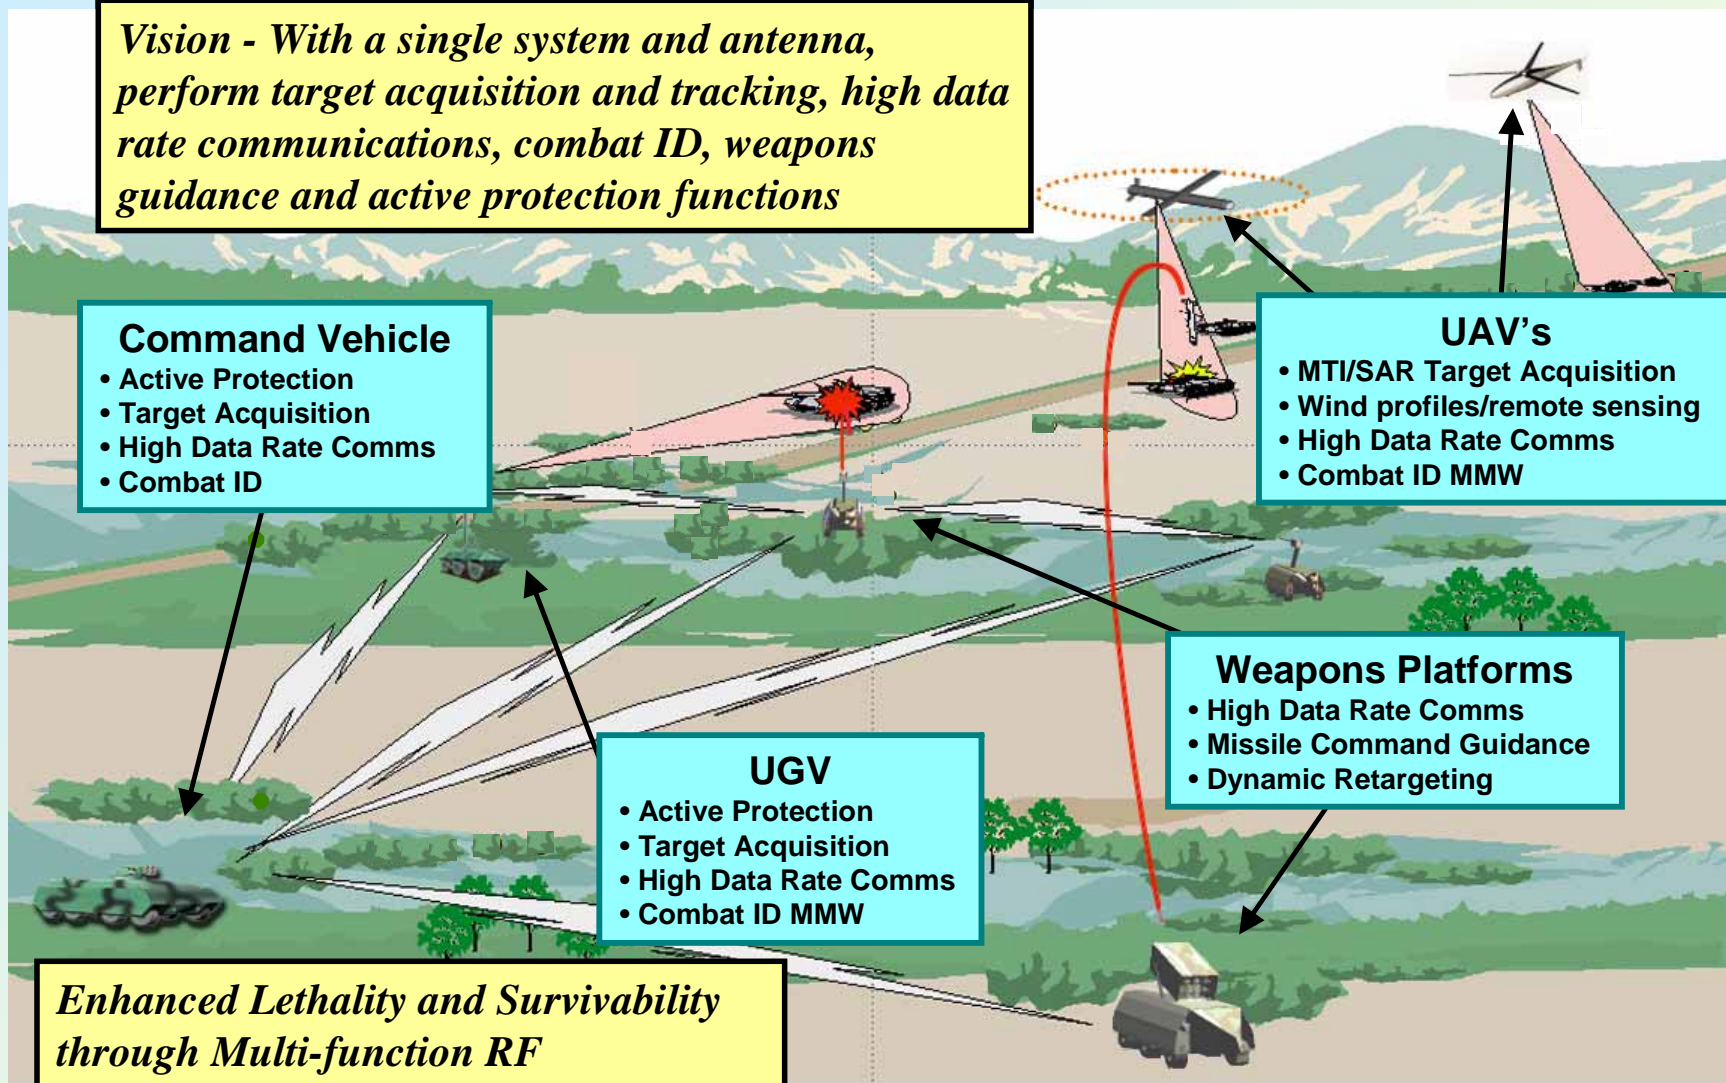 Vision - With a single system and antenna,
perform target acquisition and tracking, high data
rate communications, combat ID, weapons
guidance and active protection functions
Command Vehicle
• Active Protection
• Target Acquisition
• High Data Rate Comms
• Combat ID
UAV's
• MTI/SAR Target Acquisition
• Wind profiles/remote sensing
• High Data Rate Comms
• Combat ID MMW
Weapons Platforms
• High Data Rate Comms
• Missile Command Guidance
• Dynamic Retargeting
UGV
• Active Protection
• Target Acquisition
• High Data Rate Comms
• Combat ID MMW
Enhanced Lethality and Survivability
through Multi-function RF